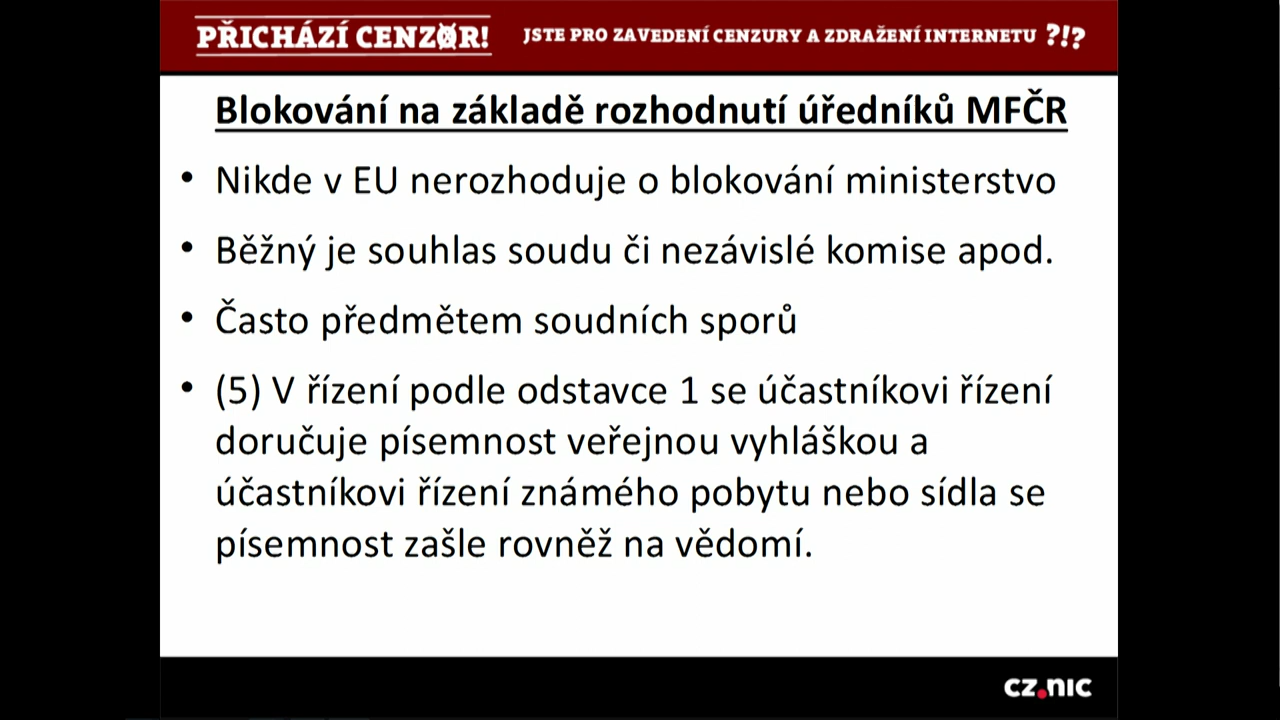 PŘICHÁZÍ CENZOR!
JSTE PRO ZAVEDENÍ CENZURY A ZDRAŽENÍ INTERNETU ?!?
Blokování na základě rozhodnutí úředníků MFČR
• Nikde v EU nerozhoduje o blokování ministerstvo
• Běžný je souhlas soudu či nezávislé komise apod.
• Často předmětem soudních sporů
• (5) V řízení podle odstavce 1 se účastníkovi řízení
doručuje písemnost veřejnou vyhláškou a
účastníkovi řízení známého pobytu nebo sídla se
písemnost zašle rovněž na vědomí.
cz.nic